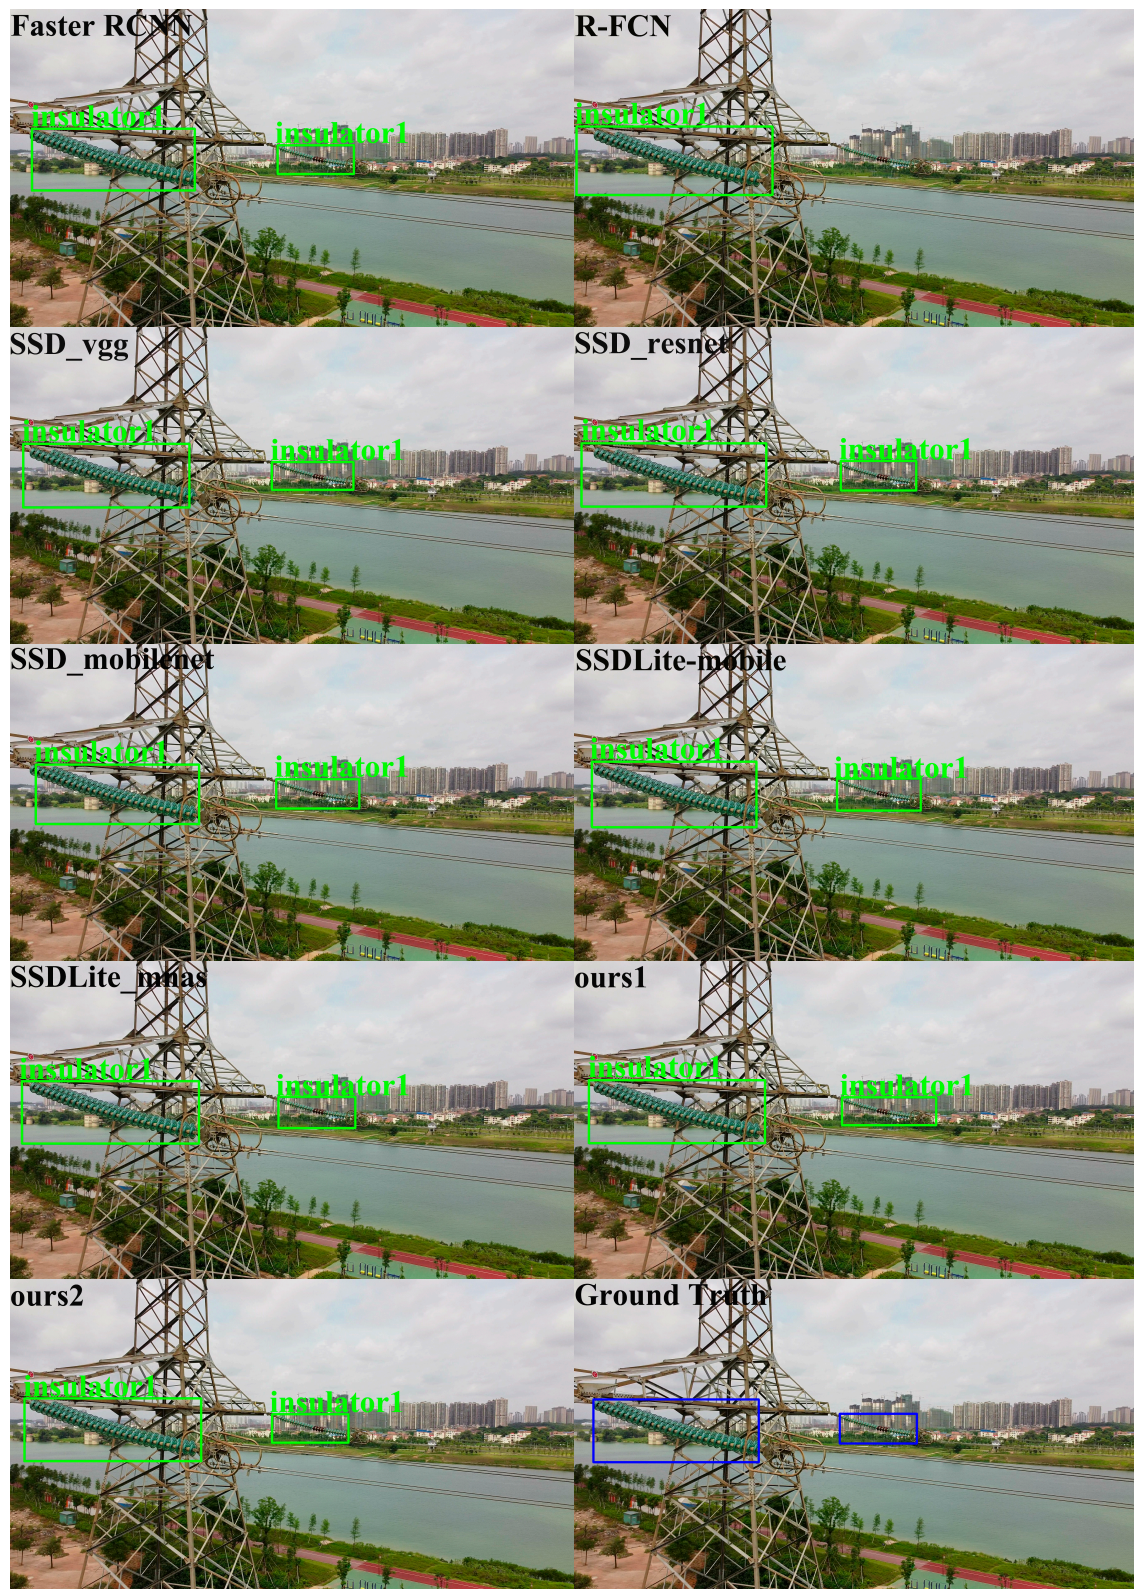 Faster RCNN
R-FCN
insulator1
insulator1
insulator1
SSD_vgg
SSD_resnet
insulator1
insulator1
insulator1
insulator1
SSD_mobilenet
SSDLite-mobile
insulator1
insulator1
insulator1
insulator1
SSDLite_mnas
ours1
insulator1
insulator1
insulator1
insulator1
ours2
Ground Truth
insulator1
insulator1